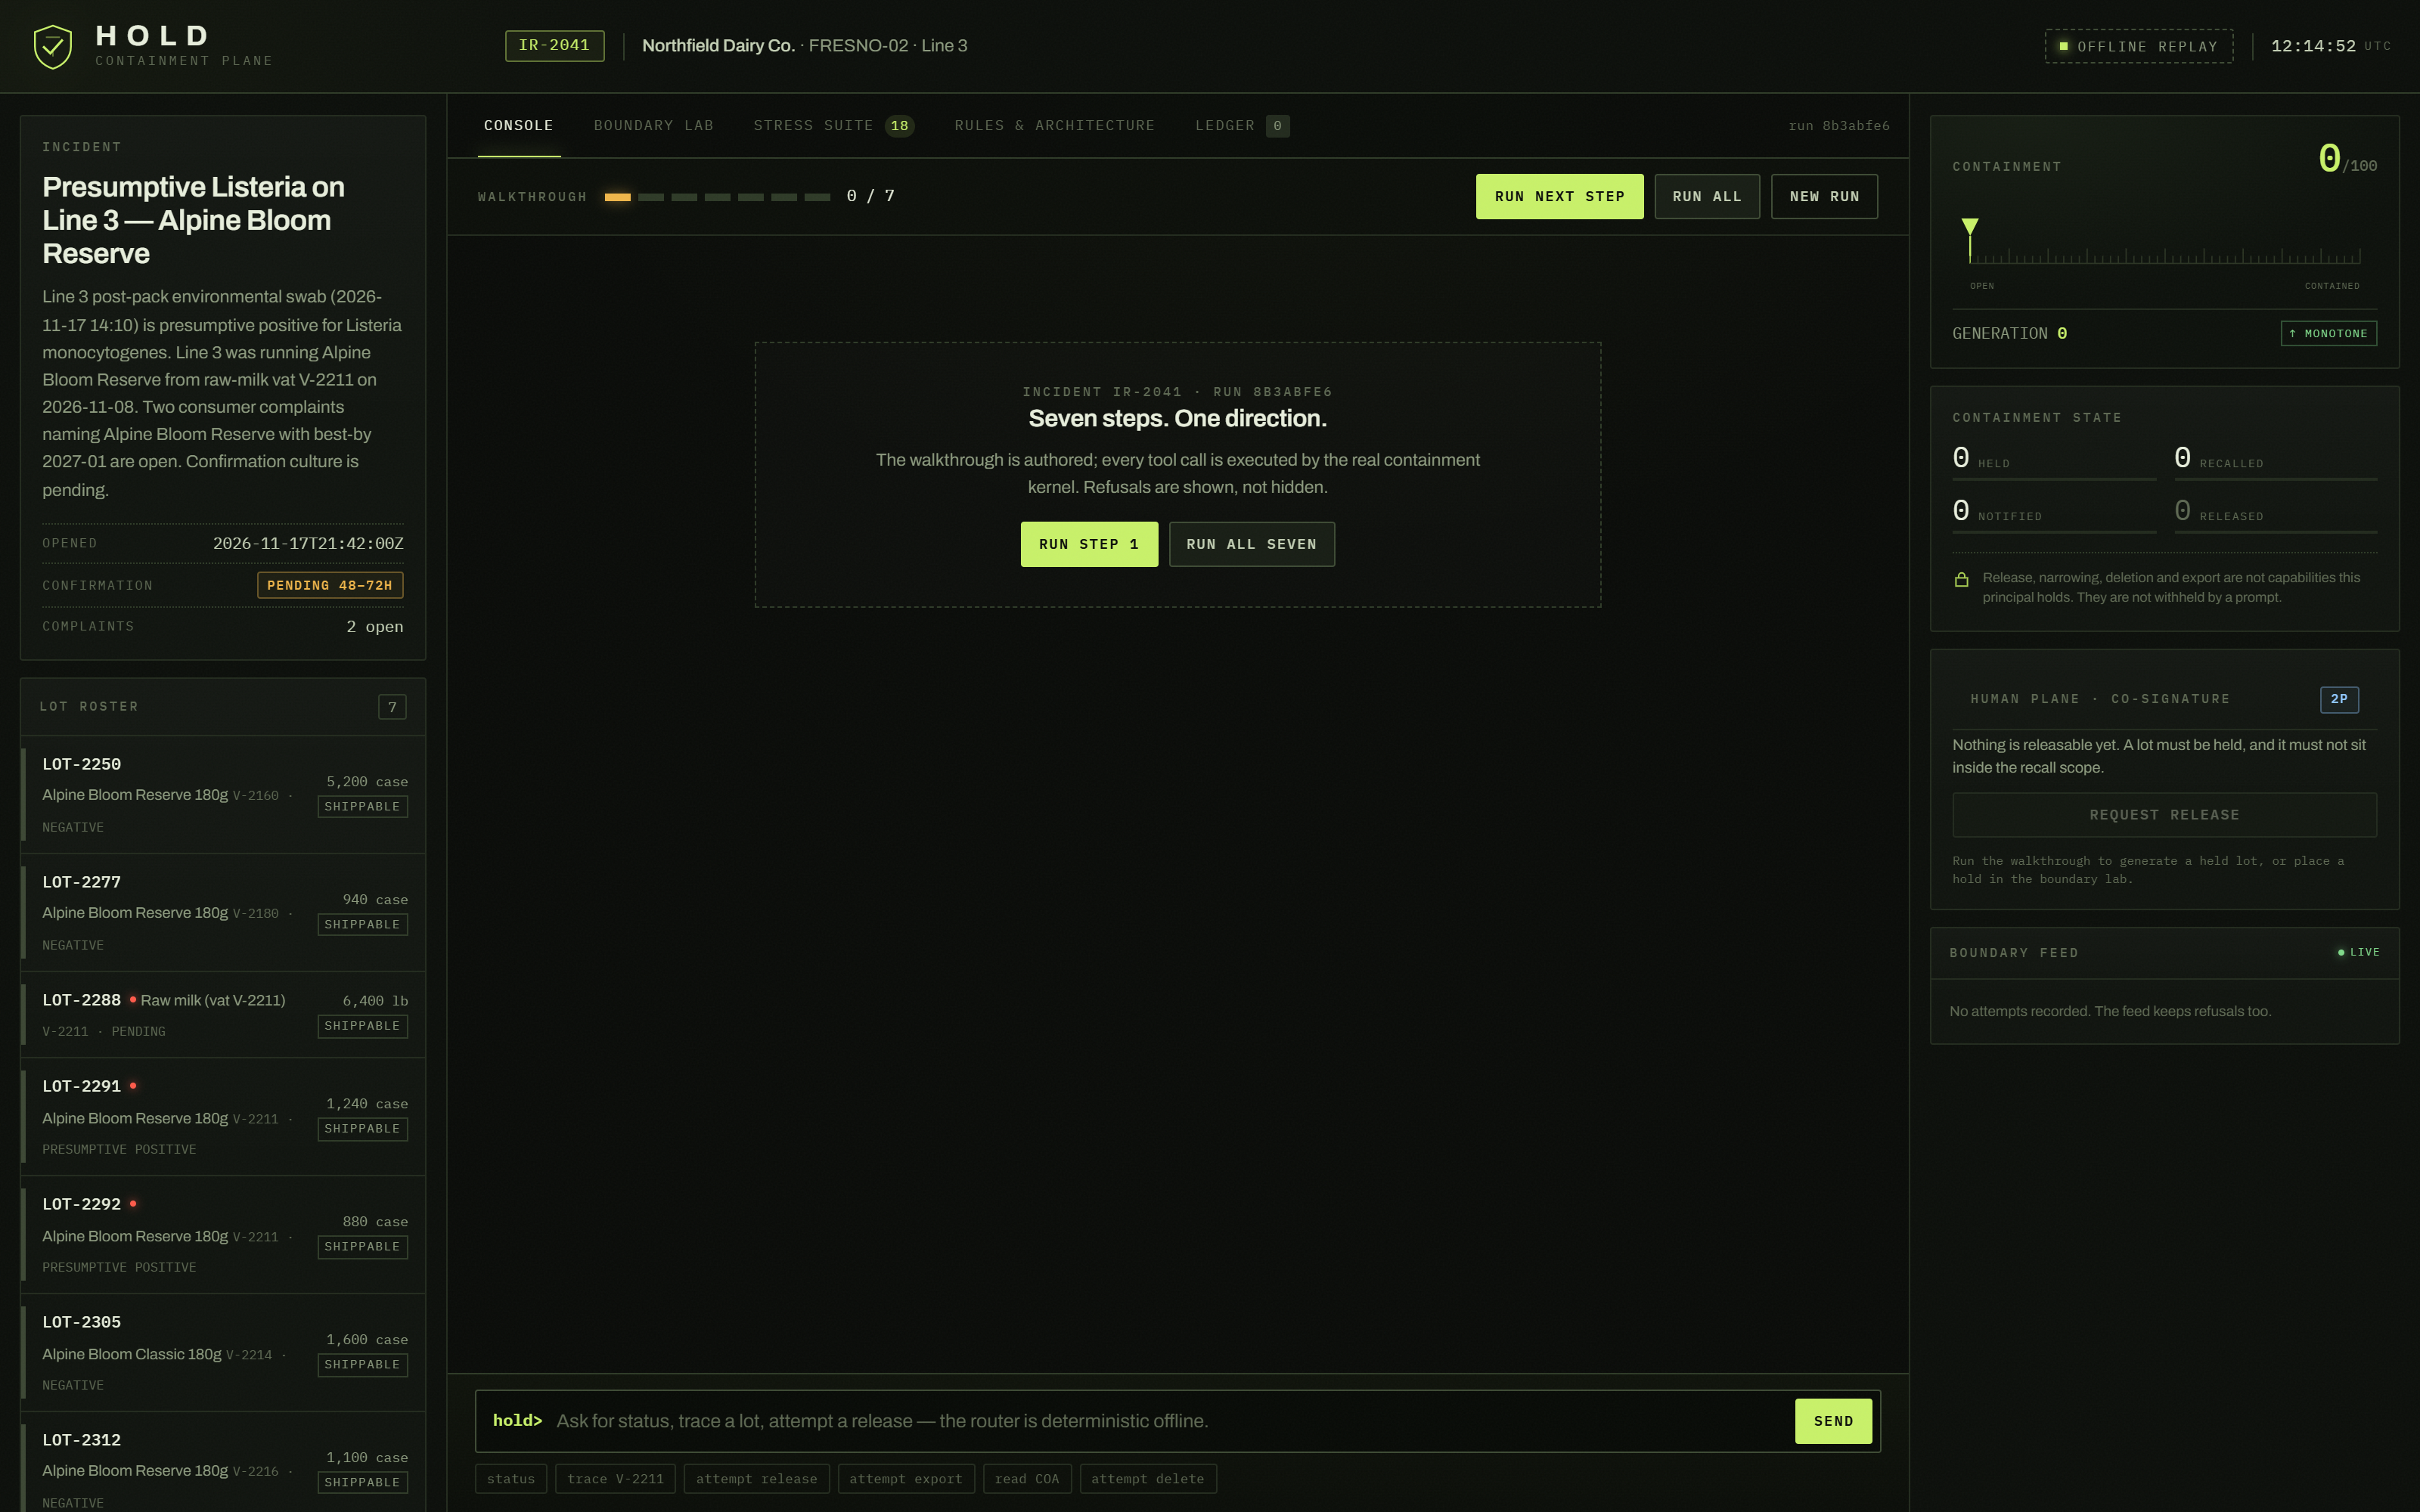 HOLD
CONTAINMENT PLANE
IR-2041
Northfield Dairy Co. · FRESNO-02 · Line 3
OFFLINE REPLAY
12:14:52 UTC
INCIDENT
Presumptive Listeria on
Line 3 — Alpine Bloom
Reserve
Line 3 post-pack environmental swab (2026-
11-17 14:10) is presumptive positive for Listeria
monocytogenes. Line 3 was running Alpine
Bloom Reserve from raw-milk vat V-2211 on
2026-11-08. Two consumer complaints
naming Alpine Bloom Reserve with best-by
2027-01 are open. Confirmation culture is
pending.
OPENED 2026-11-17T21:42:00Z
CONFIRMATION PENDING 48–72H
COMPLAINTS 2 open
LOT ROSTER 7
LOT-2250
Alpine Bloom Reserve 180g V-2160 ·
NEGATIVE
5,200 case
SHIPPABLE
LOT-2277
Alpine Bloom Reserve 180g V-2180 ·
NEGATIVE
940 case
SHIPPABLE
LOT-2288 Raw milk (vat V-2211)
V-2211 · PENDING
6,400 lb
SHIPPABLE
LOT-2291
Alpine Bloom Reserve 180g V-2211 ·
PRESUMPTIVE POSITIVE
1,240 case
SHIPPABLE
LOT-2292
Alpine Bloom Reserve 180g V-2211 ·
PRESUMPTIVE POSITIVE
880 case
SHIPPABLE
LOT-2305
Alpine Bloom Classic 180g V-2214 ·
NEGATIVE
1,600 case
SHIPPABLE
LOT-2312
Alpine Bloom Reserve 180g V-2216 ·
NEGATIVE
1,100 case
SHIPPABLE
CONSOLE
BOUNDARY LAB
STRESS SUITE 18
RULES & ARCHITECTURE
LEDGER 0
run 8b3abfe6
WALKTHROUGH 0 / 7
RUN NEXT STEP
RUN ALL
NEW RUN
INCIDENT IR-2041 · RUN 8B3ABFE6
Seven steps. One direction.
The walkthrough is authored; every tool call is executed by the real containment
kernel. Refusals are shown, not hidden.
RUN STEP 1
RUN ALL SEVEN
hold> Ask for status, trace a lot, attempt a release — the router is deterministic offline.
SEND
status
trace V-2211
attempt release
attempt export
read COA
attempt delete
CONTAINMENT 0/100
OPEN CONTAINED
GENERATION 0 ↑ MONOTONE
CONTAINMENT STATE
0 HELD 0 RECALLED
0 NOTIFIED 0 RELEASED
Release, narrowing, deletion and export are not capabilities this
principal holds. They are not withheld by a prompt.
HUMAN PLANE · CO-SIGNATURE 2P
Nothing is releasable yet. A lot must be held, and it must not sit
inside the recall scope.
REQUEST RELEASE
Run the walkthrough to generate a held lot, or place a
hold in the boundary lab.
BOUNDARY FEED LIVE
No attempts recorded. The feed keeps refusals too.